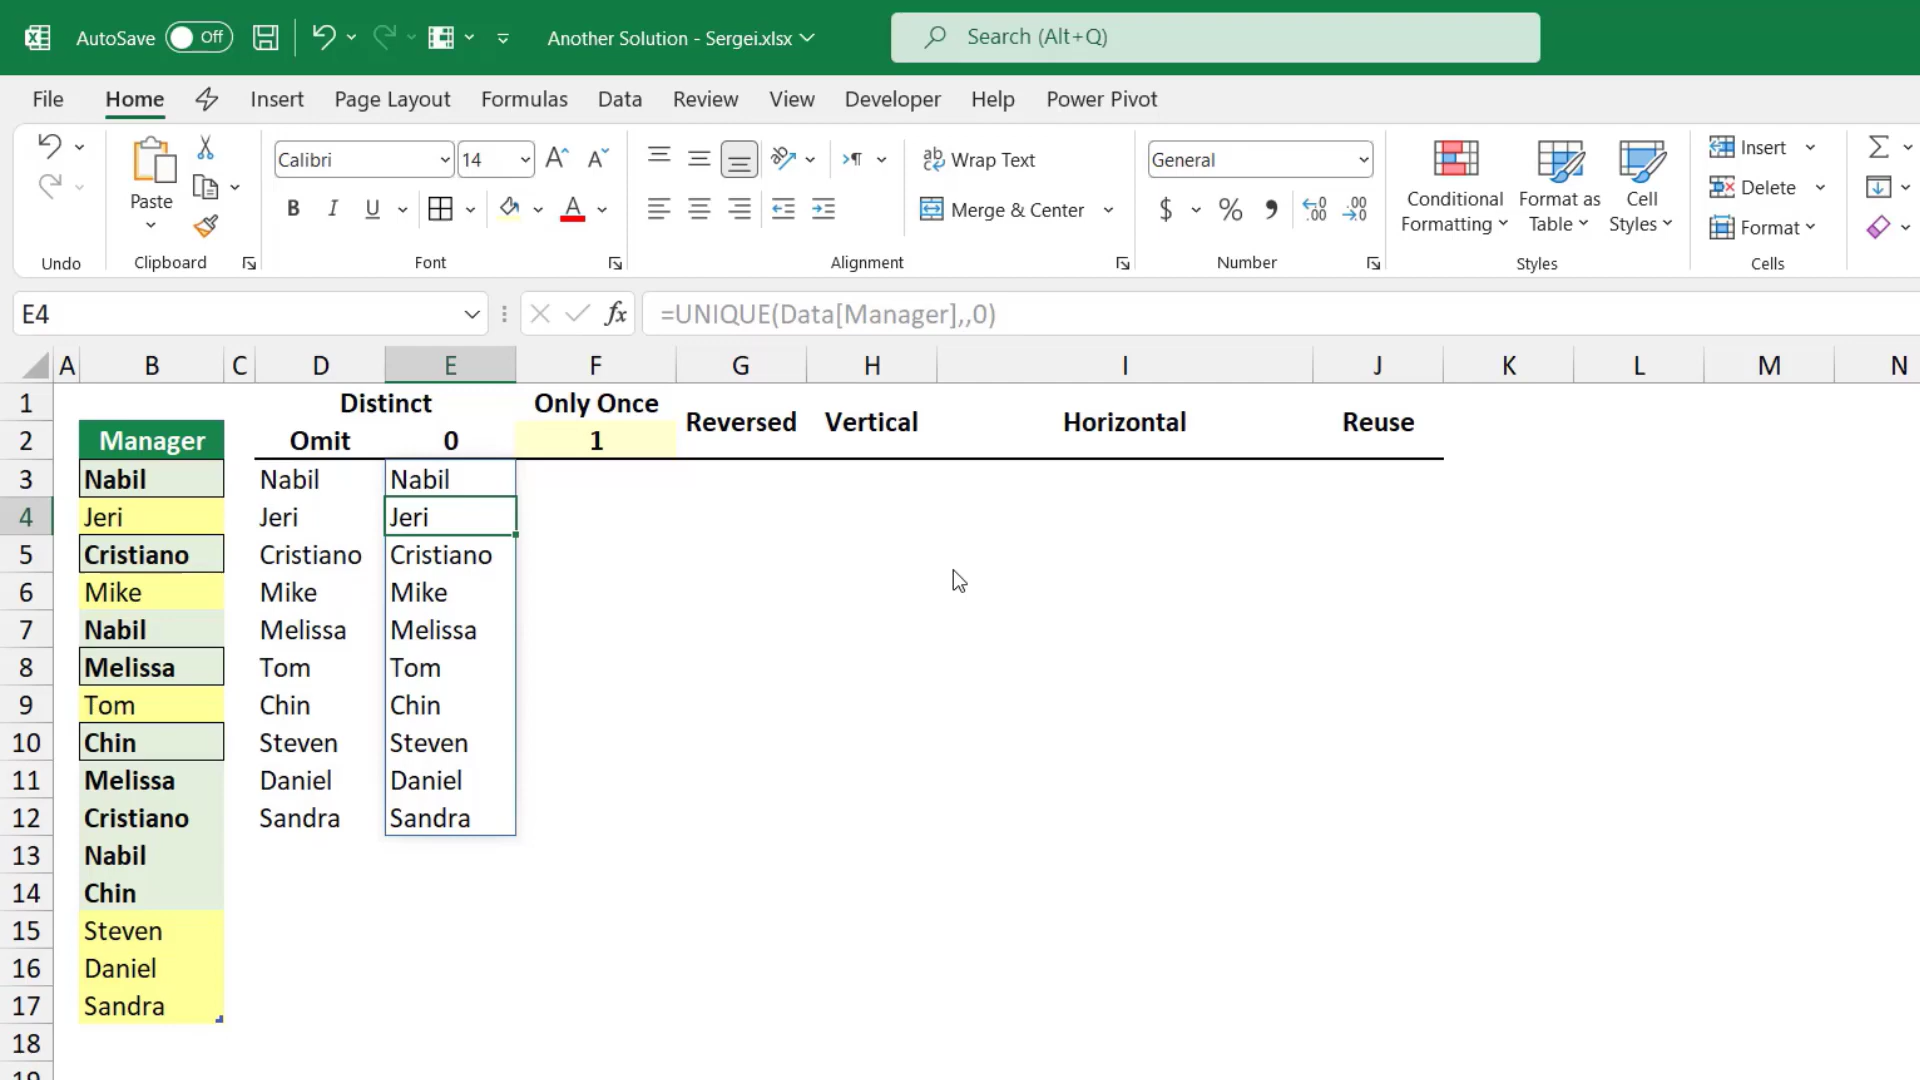 AutoSave Off Another Solution - Sergei.xlsx Search (Alt+Q)
File Home Insert Page Layout Formulas Data Review View Developer Help Power Pivot
Calibri 14 ab Wrap Text General Insert Σ
Paste Conditional Format as Cell Delete
B I U A Merge & Center $ % Formatting Table Styles Format
Undo Clipboard Font Alignment Number Styles Cells
E4 fx =UNIQUE(Data[Manager],,0)
A B C D E F G H I J K L M N
1 Distinct Only Once Reversed Vertical Horizontal Reuse
2 Manager Omit 0 1
3 Nabil Nabil Nabil
4 Jeri Jeri Jeri
5 Cristiano Cristiano Cristiano
6 Mike Mike Mike
7 Nabil Melissa Melissa
8 Melissa Tom Tom
9 Tom Chin Chin
10 Chin Steven Steven
11 Melissa Daniel Daniel
12 Cristiano Sandra Sandra
13 Nabil
14 Chin
15 Steven
16 Daniel
17 Sandra
18
19